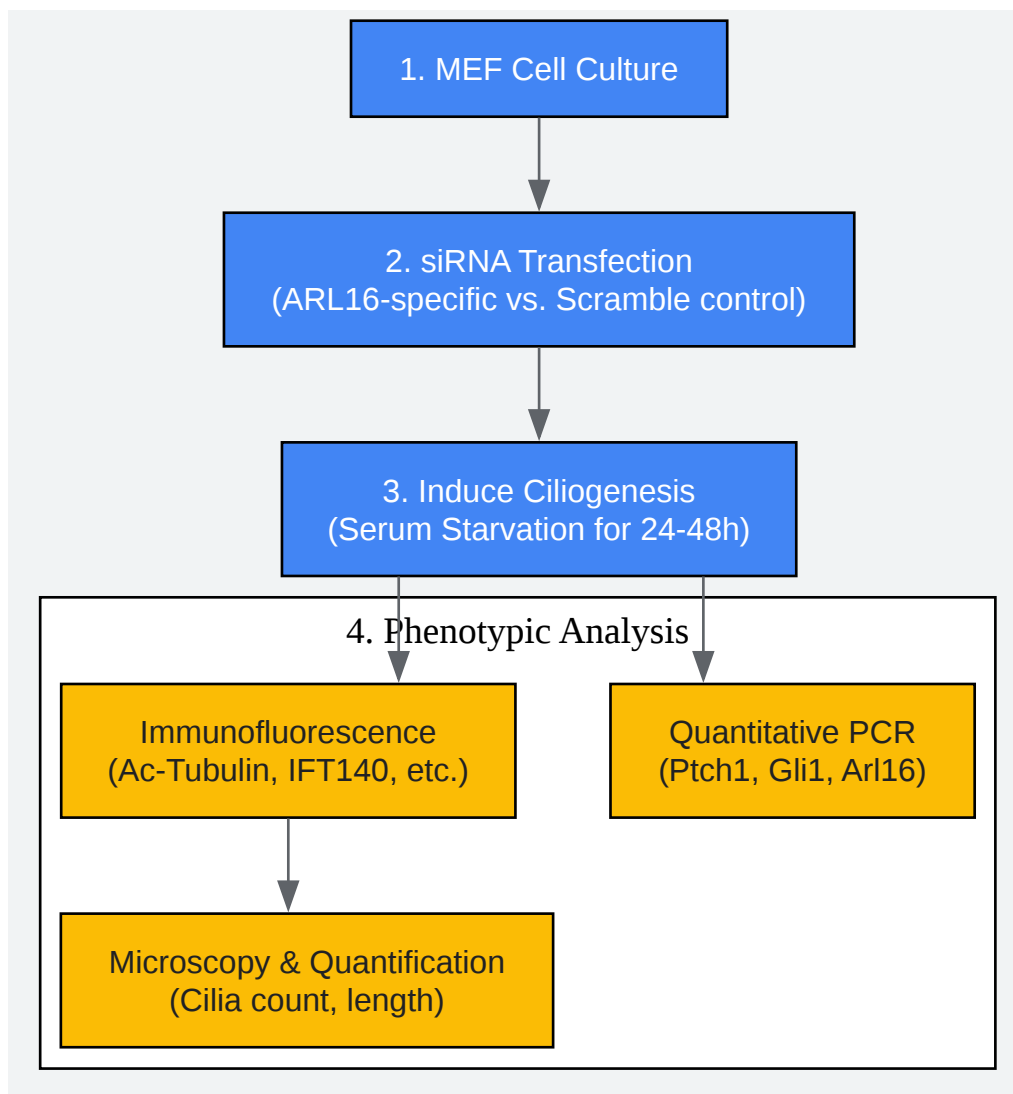 1. MEF Cell Culture
2. siRNA Transfection
(ARL16-specific vs. Scramble control)
3. Induce Ciliogenesis
(Serum Starvation for 24-48h)
4. Phenotypic Analysis
Immunofluorescence
(Ac-Tubulin, IFT140, etc.)
Quantitative PCR
(Ptch1, Gli1, Arl16)
Microscopy & Quantification
(Cilia count, length)